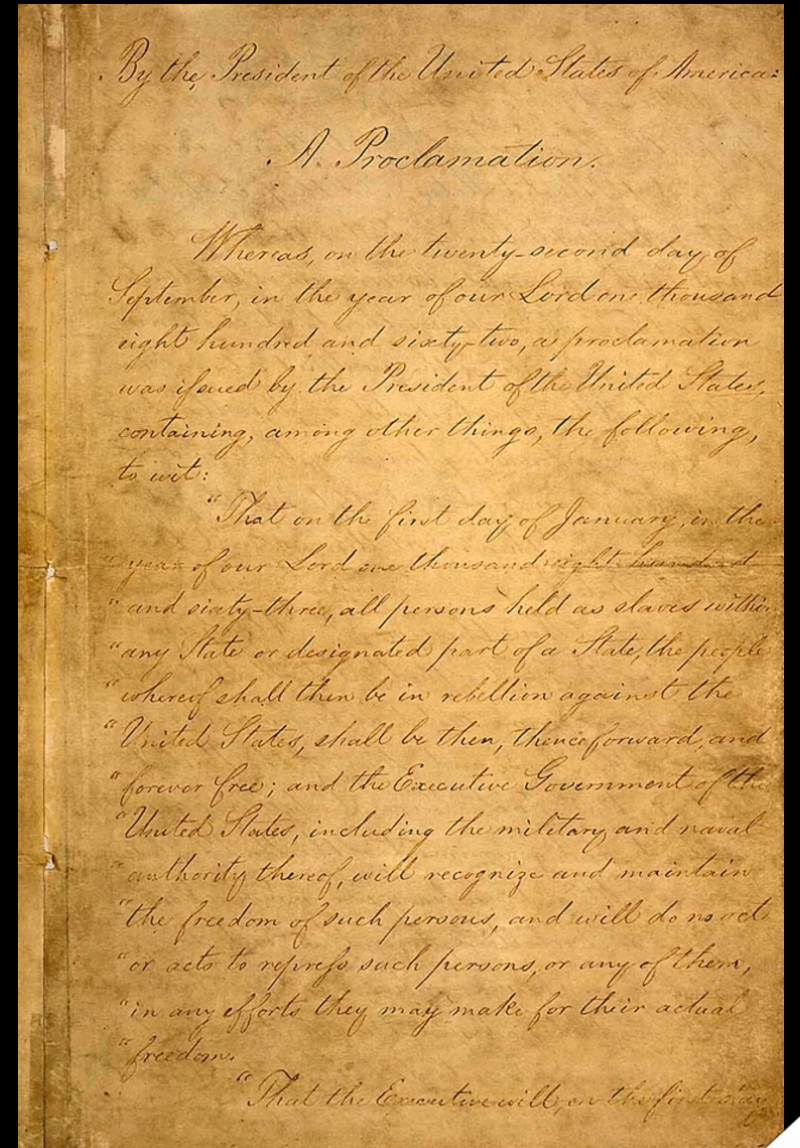 By the President of the United States of America:
A Proclamation.
Whereas, on the twenty-second day of
September, in the year of our Lord one thousand
eight hundred and sixty-two, a proclamation
was issued by the President of the United States,
containing, among other things, the following,
to wit:
"That on the first day of January, in the
"year of our Lord one thousand eight hundred
"and sixty-three, all persons held as slaves within
"any State or designated part of a State, the people
"whereof shall then be in rebellion against the
"United States, shall be then, thenceforward, and
"forever free; and the Executive Government of the
"United States, including the military and naval
"authority thereof, will recognize and maintain
"the freedom of such persons, and will do no act
"or acts to repress such persons, or any of them,
"in any efforts they may make for their actual
"freedom.
"That the Executive will, on the first day